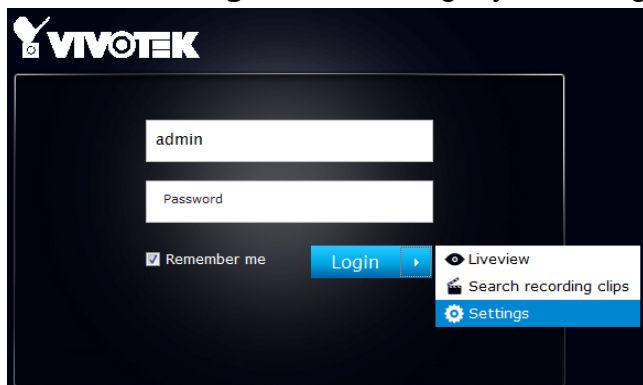 VIVOTEK
admin
Password
Remember me
Login
Liveview
Search recording clips
Settings